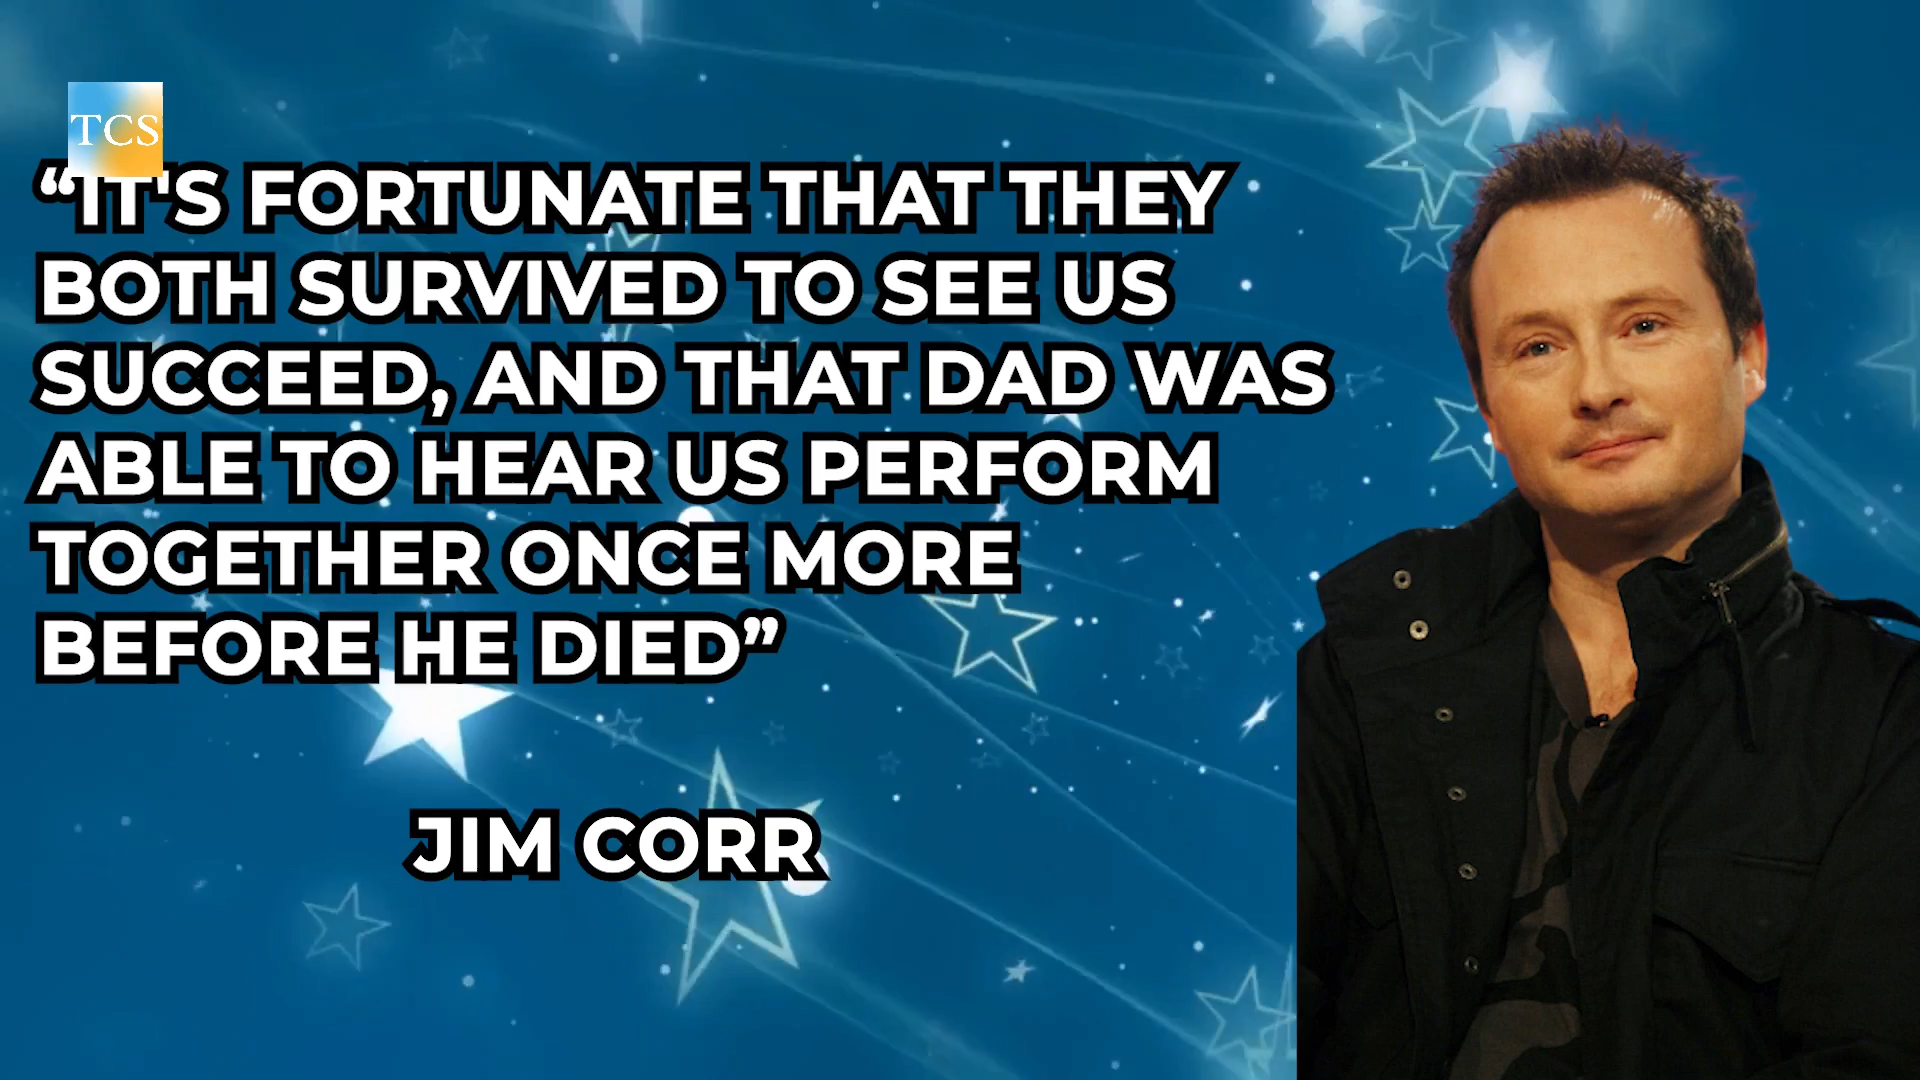 TCS
“IT'S FORTUNATE THAT THEY
BOTH SURVIVED TO SEE US
SUCCEED, AND THAT DAD WAS
ABLE TO HEAR US PERFORM
TOGETHER ONCE MORE
BEFORE HE DIED”
JIM CORR